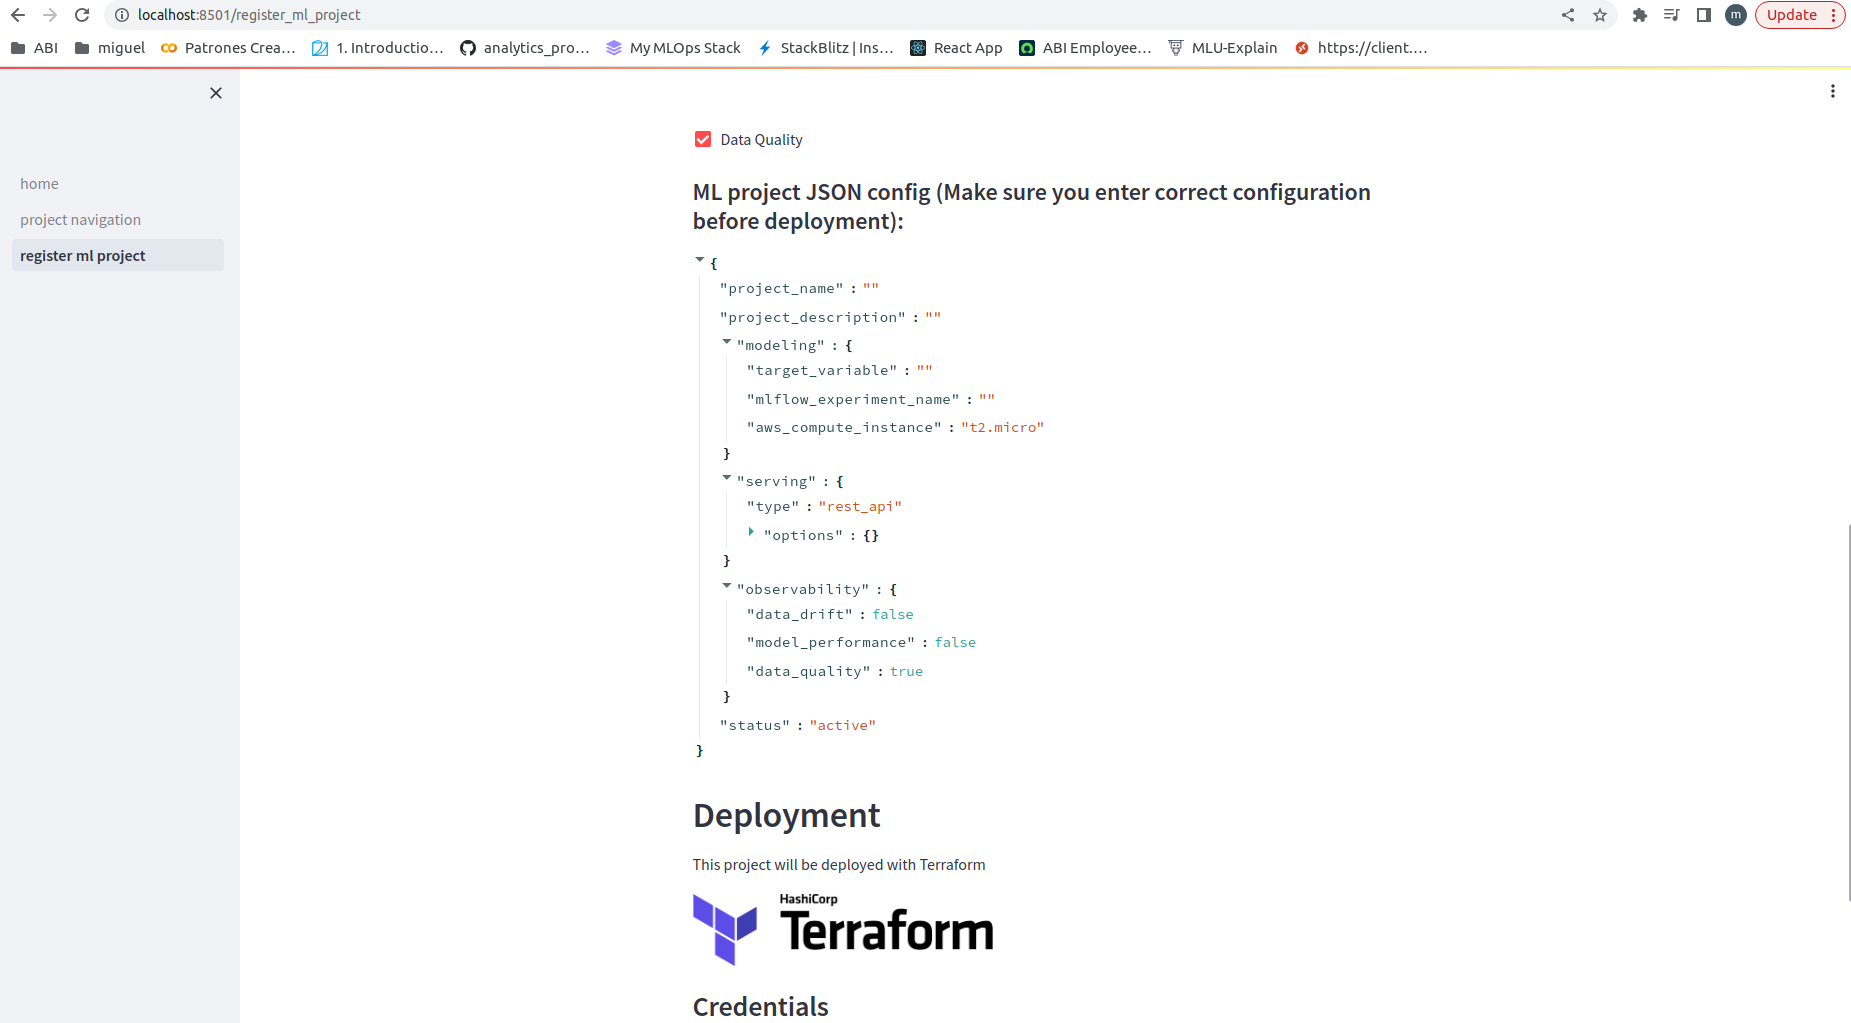 localhost:8501/register_ml_project
m
Update
ABI
miguel
Patrones Crea...
1. Introductio...
analytics_pro...
My MLOps Stack
StackBlitz | Ins...
React App
ABI Employee...
MLU-Explain
https://client....
home
project navigation
register ml project
Data Quality
ML project JSON config (Make sure you enter correct configuration
before deployment):
{
"project_name" : ""
"project_description" : ""
"modeling" : {
"target_variable" : ""
"mlflow_experiment_name" : ""
"aws_compute_instance" : "t2.micro"
}
"serving" : {
"type" : "rest_api"
"options" : {}
}
"observability" : {
"data_drift" : false
"model_performance" : false
"data_quality" : true
}
"status" : "active"
}
Deployment
This project will be deployed with Terraform
HashiCorp
Terraform
Credentials